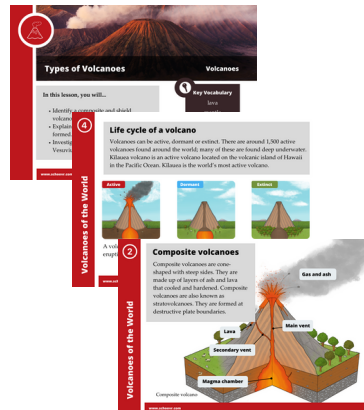 Types of Volcanoes
Volcanoes
In this lesson, you will...
• Identify a composite and shield
volcano
• Explain
formed.
• Investig
Vesuviu
Key Vocabulary
lava
4
Volcanoes of the World
Life cycle of a volcano
Volcanoes can be active, dormant or extinct. There are around 1,500 active
volcanoes found around the world; many of these are found deep underwater.
Kilauea volcano is an active volcano located on the volcanic island of Hawaii
in the Pacific Ocean. Kilauea is the world's most active volcano.
Active
Dormant
Extinct
A vol
erupt
2
Volcanoes of the World
Composite volcanoes
Composite volcanoes are cone-
shaped with steep sides. They are
made up of layers of ash and lava
that cooled and hardened. Composite
volcanoes are also known as
stratovolcanoes. They are formed at
destructive plate boundaries.
Gas and ash
Lava
Main vent
Secondary vent
Magma chamber
Composite volcano